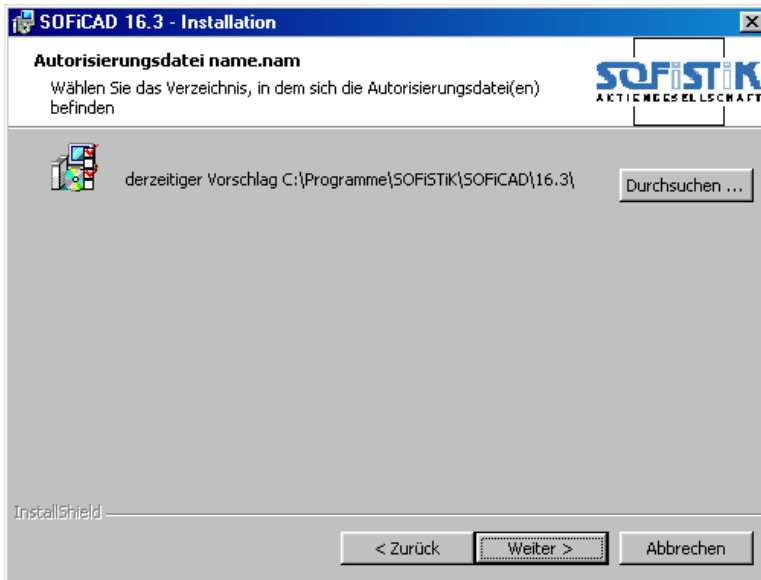 SOFiCAD 16.3 - Installation
Autorisierungsdatei name.nam
Wählen Sie das Verzeichnis, in dem sich die Autorisierungsdatei(en)
befinden
SOFiSTiK
AKTIENGESELLSCHAFT
derzeitiger Vorschlag C:\Programme\SOFiSTiK\SOFiCAD\16.3\
Durchsuchen ...
InstallShield
< Zurück
Weiter >
Abbrechen